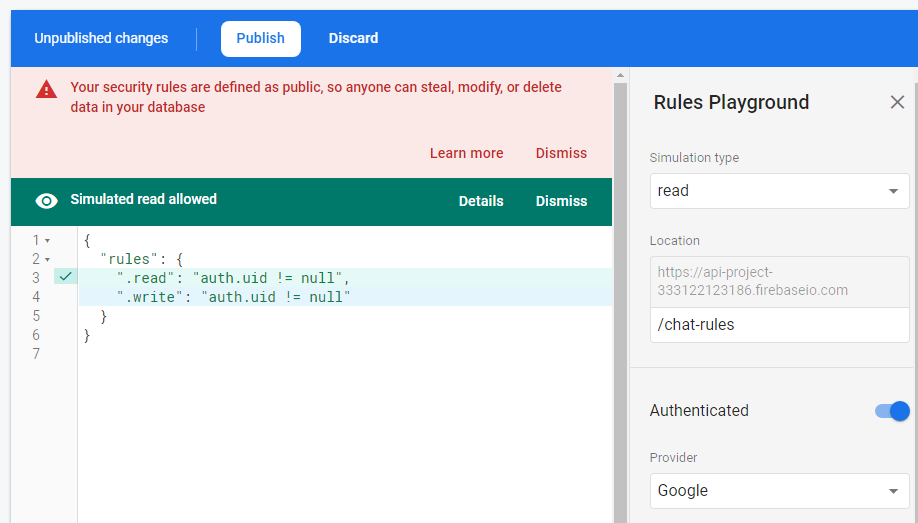 Unpublished changes Publish Discard
Your security rules are defined as public, so anyone can steal, modify, or delete
data in your database
Learn more Dismiss
Simulated read allowed Details Dismiss
1 {
2 "rules": {
3 ".read": "auth.uid != null",
4 ".write": "auth.uid != null"
5 }
6 }
7
Rules Playground
Simulation type
read
Location
https://api-project-
333122123186.firebaseio.com
/chat-rules
Authenticated
Provider
Google